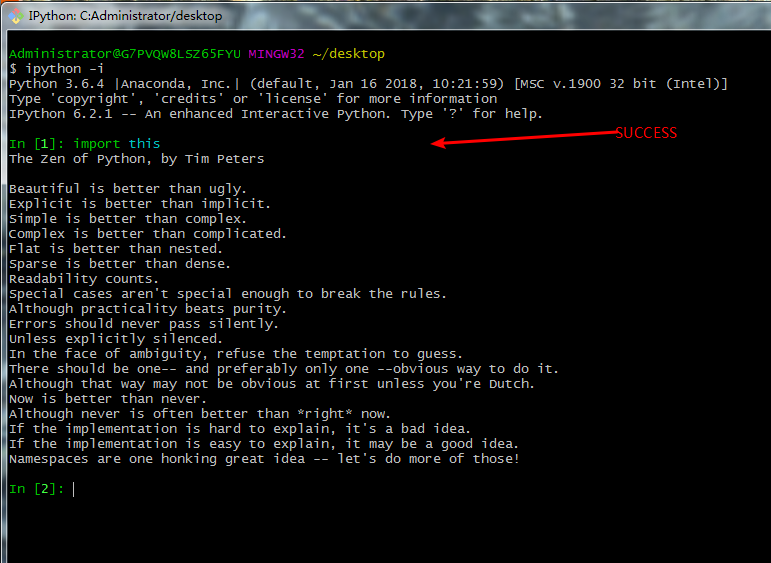 IPython: C:Administrator/desktop
Administrator@G7PVQW8LSZ65FYU MINGW32 ~/desktop
$ ipython -i
Python 3.6.4 |Anaconda, Inc.| (default, Jan 16 2018, 10:21:59) [MSC v.1900 32 bit (Intel)]
Type 'copyright', 'credits' or 'license' for more information
IPython 6.2.1 -- An enhanced Interactive Python. Type '?' for help.
In [1]: import this
SUCCESS
The Zen of Python, by Tim Peters
Beautiful is better than ugly.
Explicit is better than implicit.
Simple is better than complex.
Complex is better than complicated.
Flat is better than nested.
Sparse is better than dense.
Readability counts.
Special cases aren't special enough to break the rules.
Although practicality beats purity.
Errors should never pass silently.
Unless explicitly silenced.
In the face of ambiguity, refuse the temptation to guess.
There should be one-- and preferably only one --obvious way to do it.
Although that way may not be obvious at first unless you're Dutch.
Now is better than never.
Although never is often better than *right* now.
If the implementation is hard to explain, it's a bad idea.
If the implementation is easy to explain, it may be a good idea.
Namespaces are one honking great idea -- let's do more of those!
In [2]: